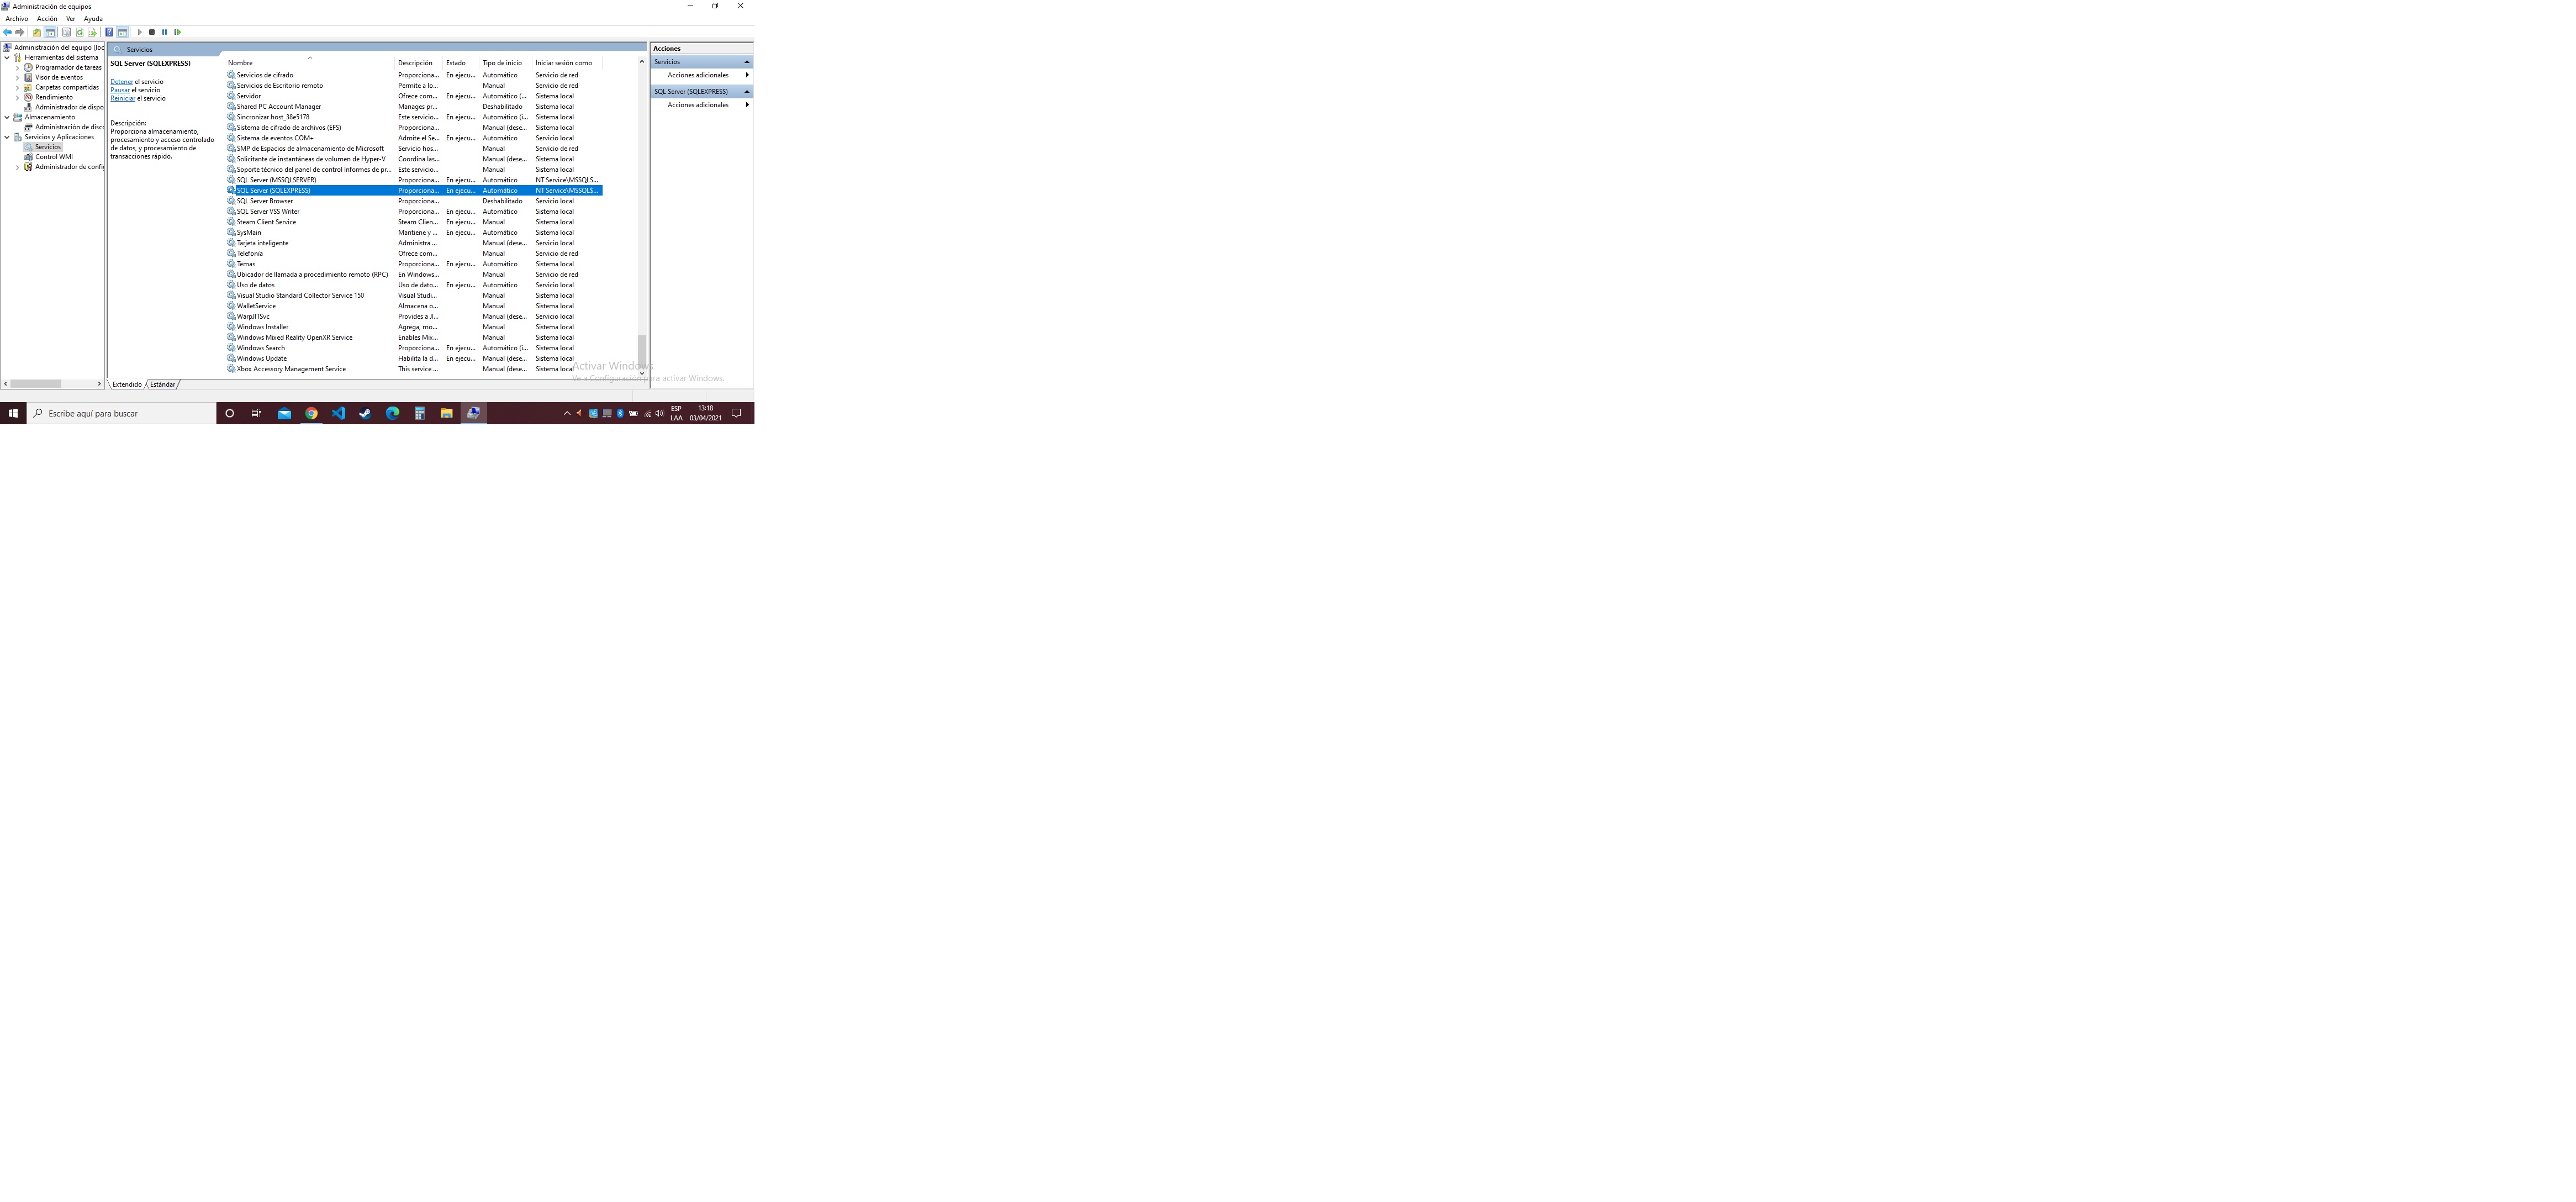 Administración de equipos
Archivo Acción Ver Ayuda
Administración del equipo (loc
Herramientas del sistema
Programador de tareas
Visor de eventos
Carpetas compartidas
Rendimiento
Administrador de dispo
Almacenamiento
Administración de disco
Servicios y Aplicaciones
Servicios
Control WMI
Administrador de confi
Servicios
SQL Server (SQLEXPRESS)
Detener el servicio
Pausar el servicio
Reiniciar el servicio
Descripción:
Proporciona almacenamiento,
procesamiento y acceso controlado
de datos, y procesamiento de
transacciones rápido.
Nombre Descripción Estado Tipo de inicio Iniciar sesión como
Servicios de cifrado Proporciona... En ejecu... Automático Servicio de red
Servicios de Escritorio remoto Permite a lo... Manual Servicio de red
Servidor Ofrece com... En ejecu... Automático (... Sistema local
Shared PC Account Manager Manages pr... Deshabilitado Sistema local
Sincronizar host_38e5178 Este servicio... En ejecu... Automático (i... Sistema local
Sistema de cifrado de archivos (EFS) Proporciona... Manual (dese... Sistema local
Sistema de eventos COM+ Admite el Se... En ejecu... Automático Servicio local
SMP de Espacios de almacenamiento de Microsoft Servicio hos... Manual Servicio de red
Solicitante de instantáneas de volumen de Hyper-V Coordina las... Manual (dese... Sistema local
Soporte técnico del panel de control Informes de pr... Este servicio... Manual Sistema local
SQL Server (MSSQLSERVER) Proporciona... En ejecu... Automático NT Service\MSSQLS...
SQL Server (SQLEXPRESS) Proporciona... En ejecu... Automático NT Service\MSSQL$...
SQL Server Browser Proporciona... Deshabilitado Servicio local
SQL Server VSS Writer Proporciona... En ejecu... Automático Sistema local
Steam Client Service Steam Clien... En ejecu... Manual Sistema local
SysMain Mantiene y ... En ejecu... Automático Sistema local
Tarjeta inteligente Administra ... Manual (dese... Servicio local
Telefonía Ofrece com... Manual Servicio de red
Temas Proporciona... En ejecu... Automático Sistema local
Ubicador de llamada a procedimiento remoto (RPC) En Windows... Manual Servicio de red
Uso de datos Uso de dato... En ejecu... Automático Servicio local
Visual Studio Standard Collector Service 150 Visual Studi... Manual Sistema local
WalletService Almacena o... Manual Sistema local
WarpJITSvc Provides a JI... Manual (dese... Servicio local
Windows Installer Agrega, mo... Manual Sistema local
Windows Mixed Reality OpenXR Service Enables Mix... Manual Sistema local
Windows Search Proporciona... En ejecu... Automático (i... Sistema local
Windows Update Habilita la d... En ejecu... Manual (dese... Sistema local
Xbox Accessory Management Service This service ... Manual (dese... Sistema local
Extendido Estándar
Acciones
Servicios
Acciones adicionales
SQL Server (SQLEXPRESS)
Acciones adicionales
Activar Windows
Ve a Configuración para activar Windows.
Escribe aquí para buscar
ESP
LAA
13:18
03/04/2021